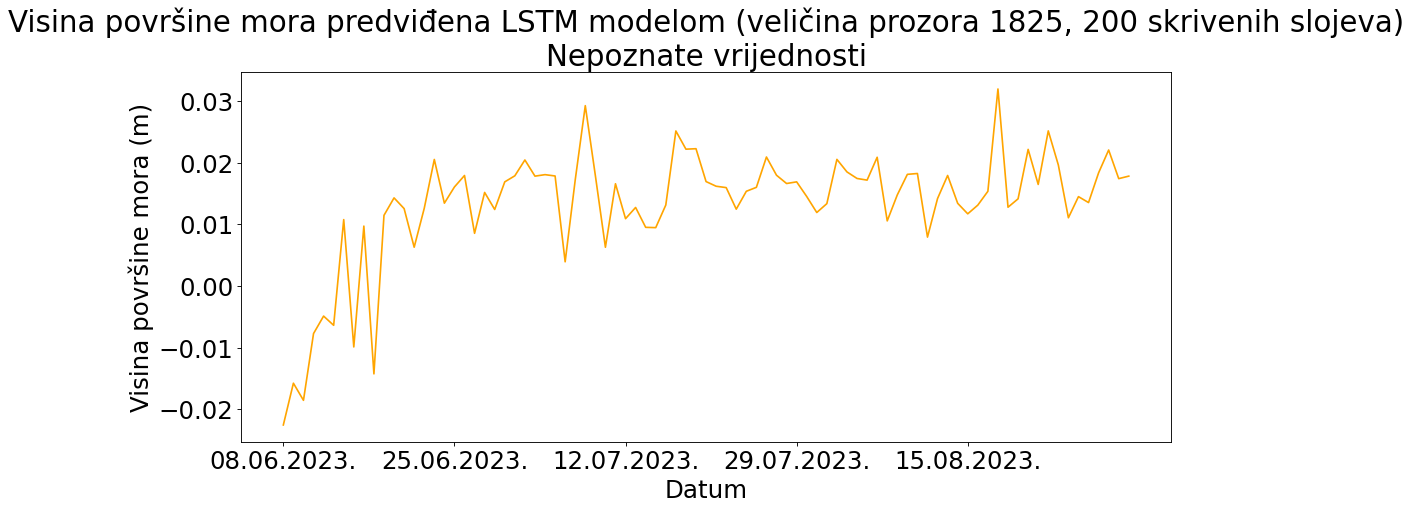 Visina površine mora predviđena LSTM modelom (veličina prozora 1825, 200 skrivenih slojeva)
Nepoznate vrijednosti
Visina površine mora (m)
0.03
0.02
0.01
0.00
−0.01
−0.02
08.06.2023. 25.06.2023. 12.07.2023. 29.07.2023. 15.08.2023.
Datum